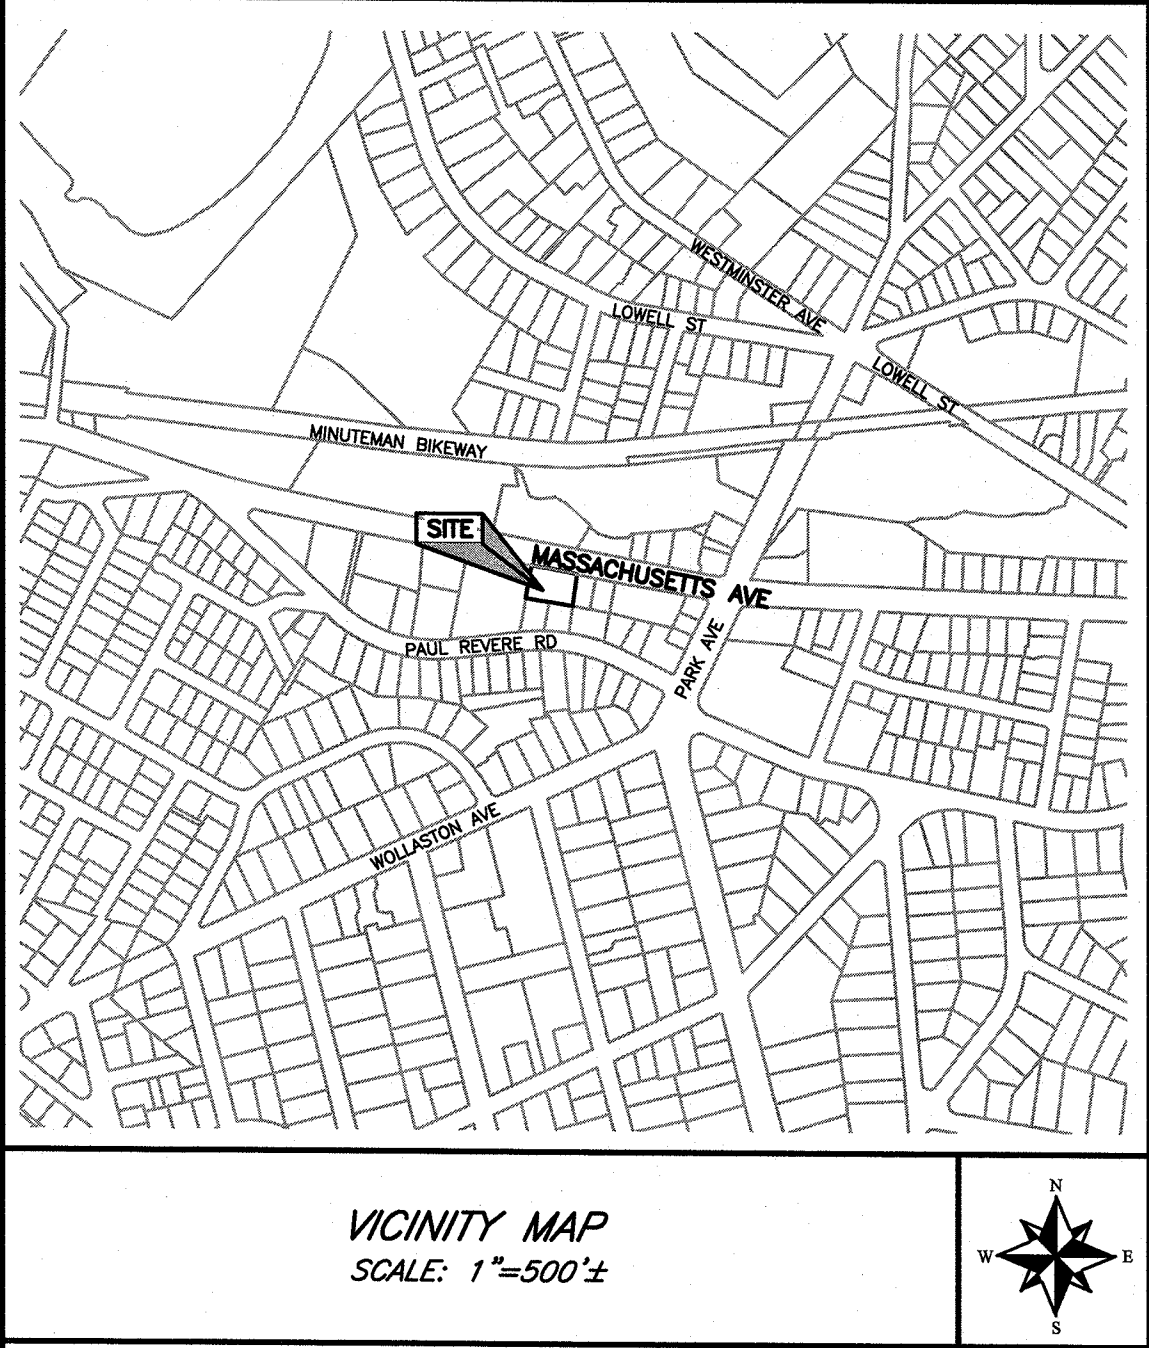 WESTMINSTER AVE
LOWELL ST
LOWELL ST
MINUTEMAN BIKEWAY
SITE
MASSACHUSETTS AVE
PARK AVE
PAUL REVERE RD
WOLLASTON AVE
VICINITY MAP
SCALE: 1"=500'±
N
W
E
S